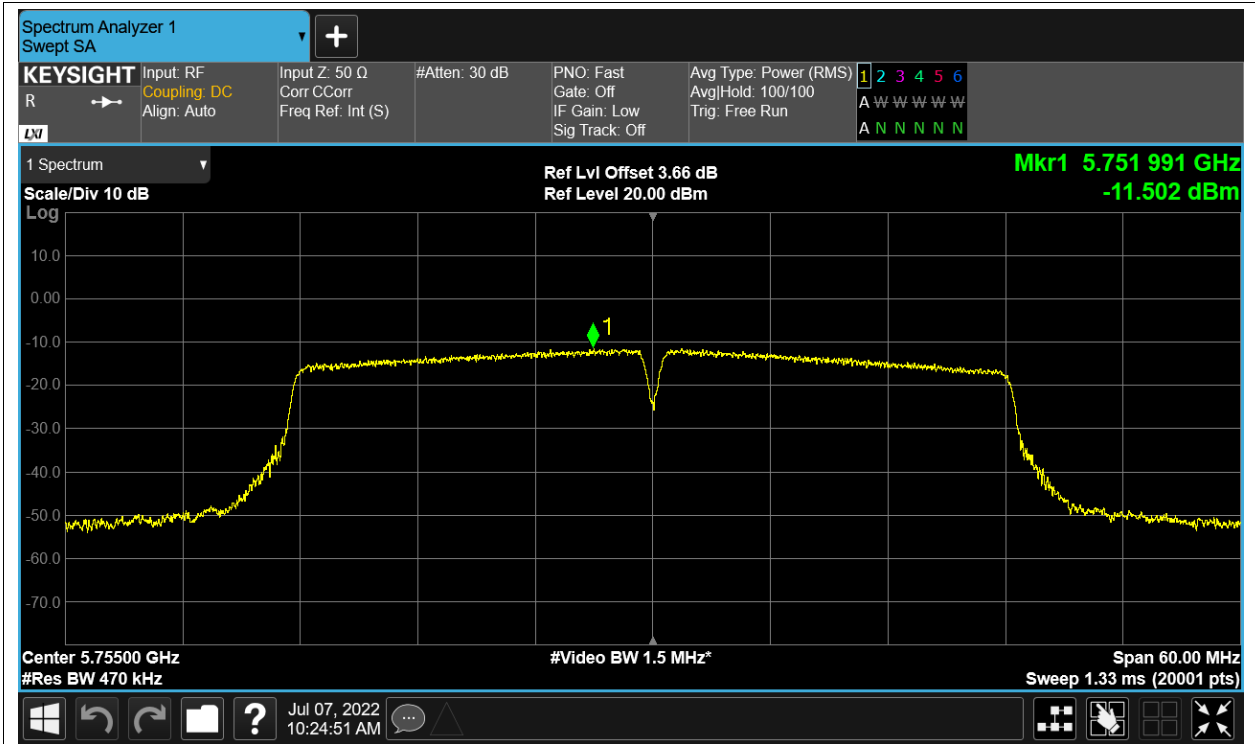 Spectrum Analyzer 1
Swept SA
KEYSIGHT
R
LXI
Input: RF
Coupling: DC
Align: Auto
Input Z: 50 Ω
Corr CCorr
Freq Ref: Int (S)
#Atten: 30 dB
PNO: Fast
Gate: Off
IF Gain: Low
Sig Track: Off
Avg Type: Power (RMS)
Avg|Hold: 100/100
Trig: Free Run
1 2 3 4 5 6
A W W W W W
A N N N N N
1 Spectrum
Scale/Div 10 dB
Log
Ref Lvl Offset 3.66 dB
Ref Level 20.00 dBm
Mkr1 5.751 991 GHz
-11.502 dBm
10.0
0.00
-10.0
-20.0
-30.0
-40.0
-50.0
-60.0
-70.0
1
Center 5.75500 GHz
#Res BW 470 kHz
#Video BW 1.5 MHz*
Span 60.00 MHz
Sweep 1.33 ms (20001 pts)
?
Jul 07, 2022
10:24:51 AM